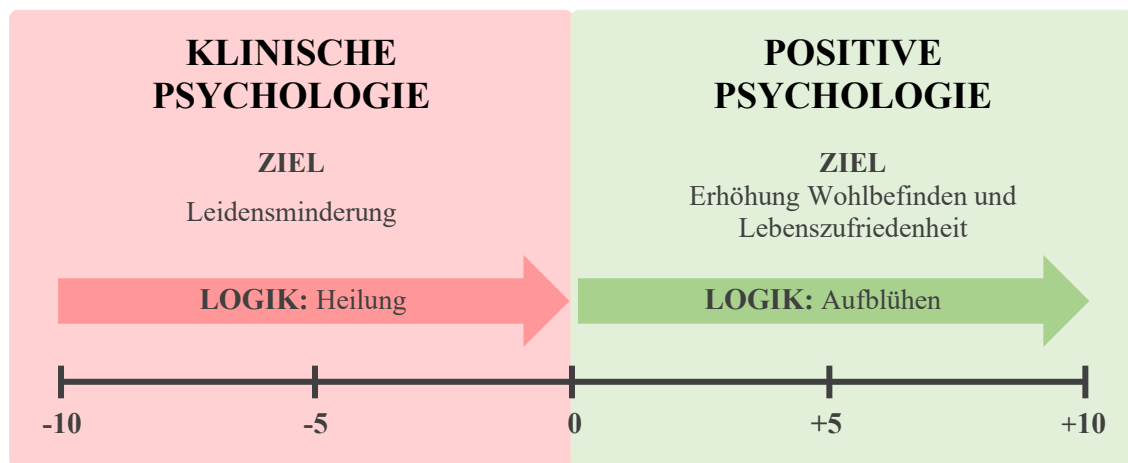 KLINISCHE
PSYCHOLOGIE
ZIEL
Leidensminderung
LOGIK: Heilung
POSITIVE
PSYCHOLOGIE
ZIEL
Erhöhung Wohlbefinden und
Lebenszufriedenheit
LOGIK: Aufblühen
-10
-5
0
+5
+10